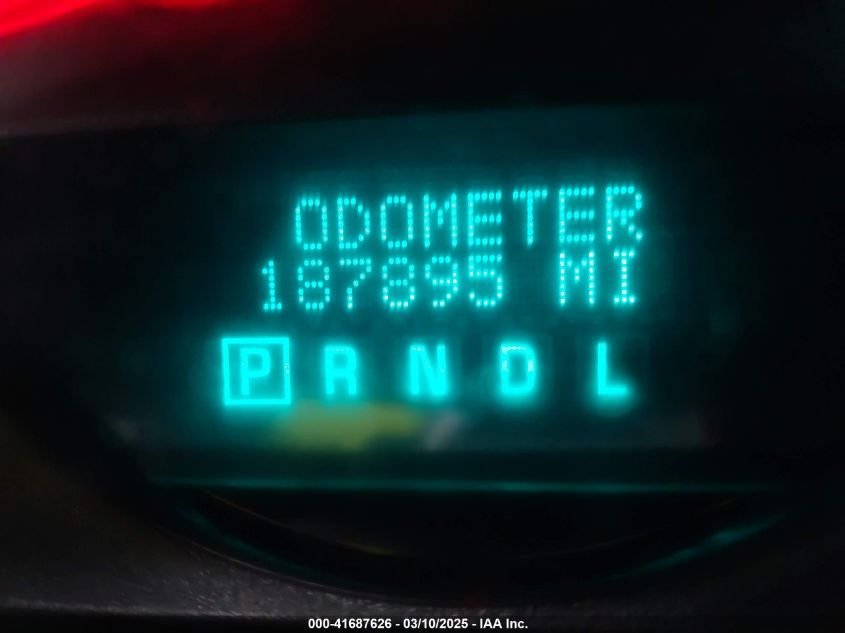 ODOMETER
187895 MI
P R N D L
000-41687626 - 03/10/2025 - IAA Inc.